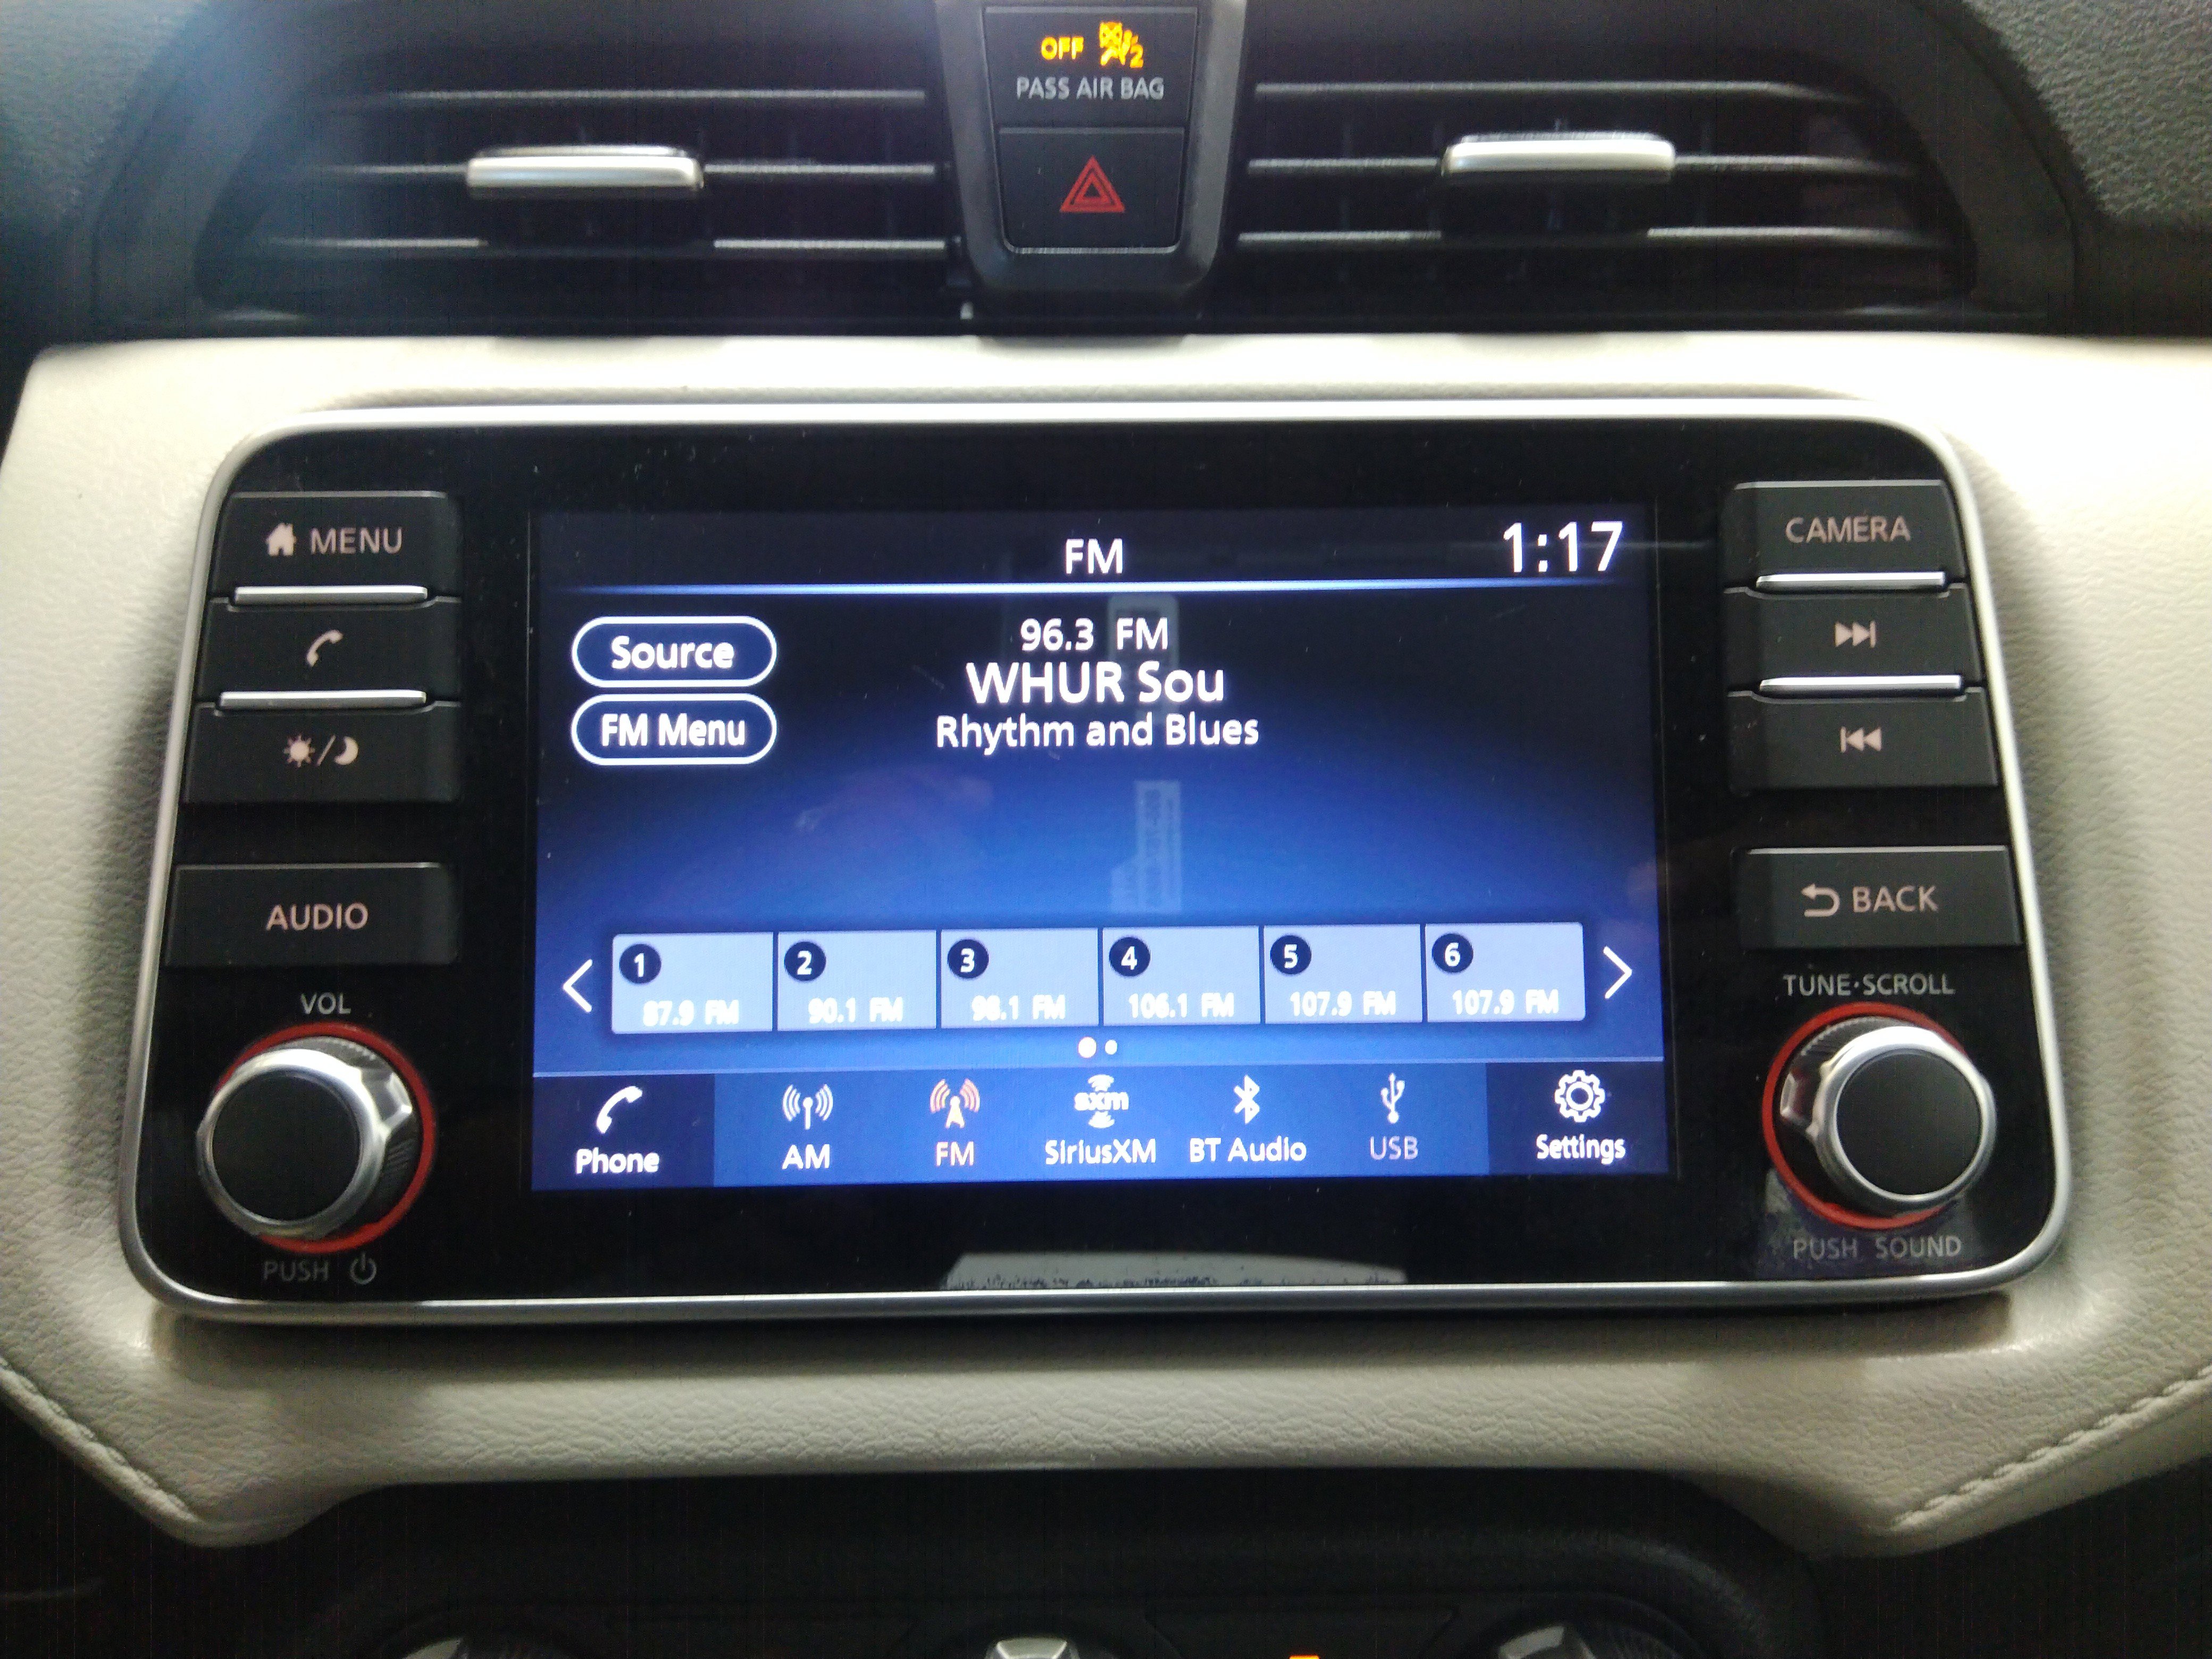 OFF 2
PASS AIR BAG
MENU
CAMERA
FM
1:17
Source
96.3 FM
WHUR Sou
FM Menu
Rhythm and Blues
AUDIO
BACK
1
2
3
4
5
6
87.9 FM
90.1 FM
98.1 FM
106.1 FM
107.9 FM
107.9 FM
VOL
TUNE·SCROLL
sxm
Phone
AM
FM
SiriusXM
BT Audio
USB
Settings
PUSH
PUSH SOUND